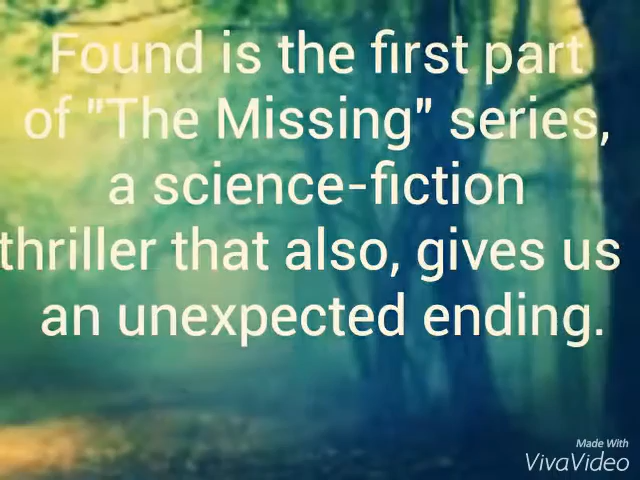 Found is the first part
of "The Missing" series,
a science-fiction
thriller that also, gives us
an unexpected ending.
Made With
VivaVideo